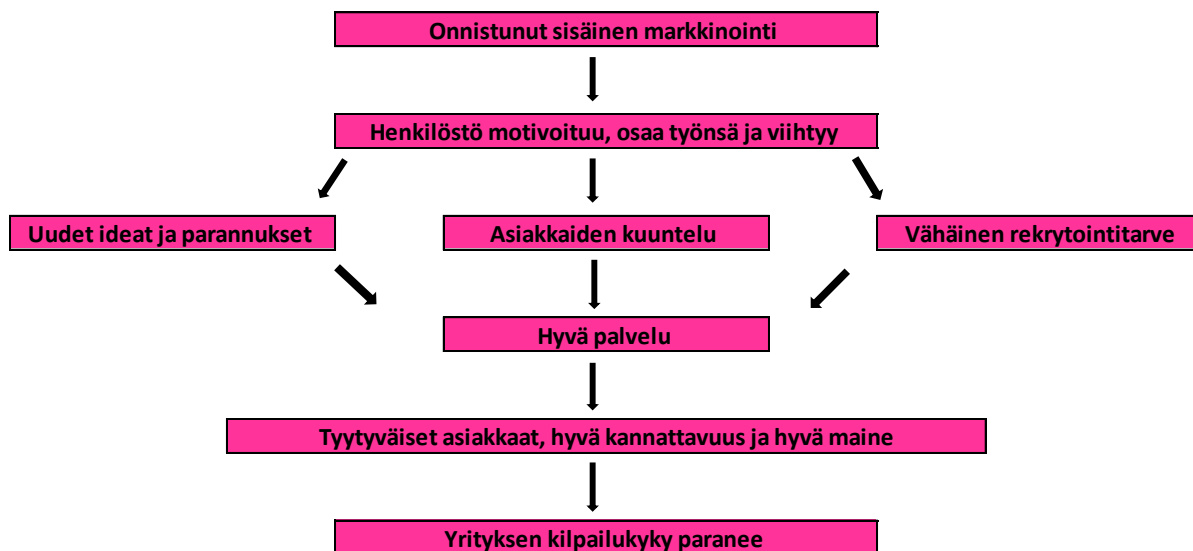 Onnistunut sisäinen markkinointi
Henkilöstö motivoituu, osaa työnsä ja viihtyy
Uudet ideat ja parannukset
Asiakkaiden kuuntelu
Vähäinen rekrytointitarve
Hyvä palvelu
Tyytyväiset asiakkaat, hyvä kannattavuus ja hyvä maine
Yrityksen kilpailukyky paranee